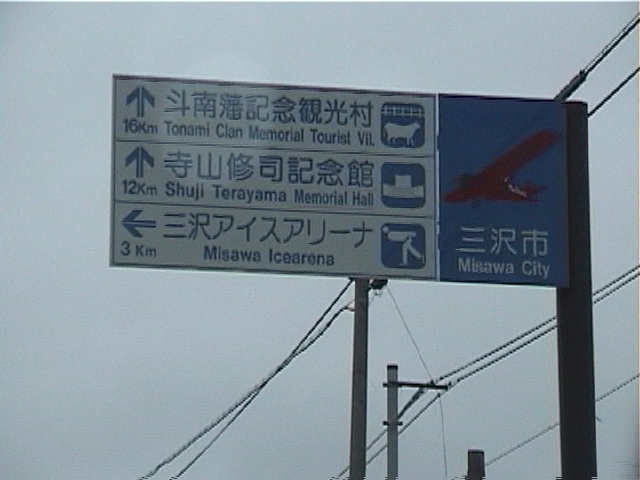 斗南藩記念観光村
16Km Tonami Clan Memorial Tourist Vil.
寺山修司記念館
12Km Shuji Terayama Memorial Hall
三沢アイスアリーナ
3 Km Misawa Icearena
三沢市
Misawa City